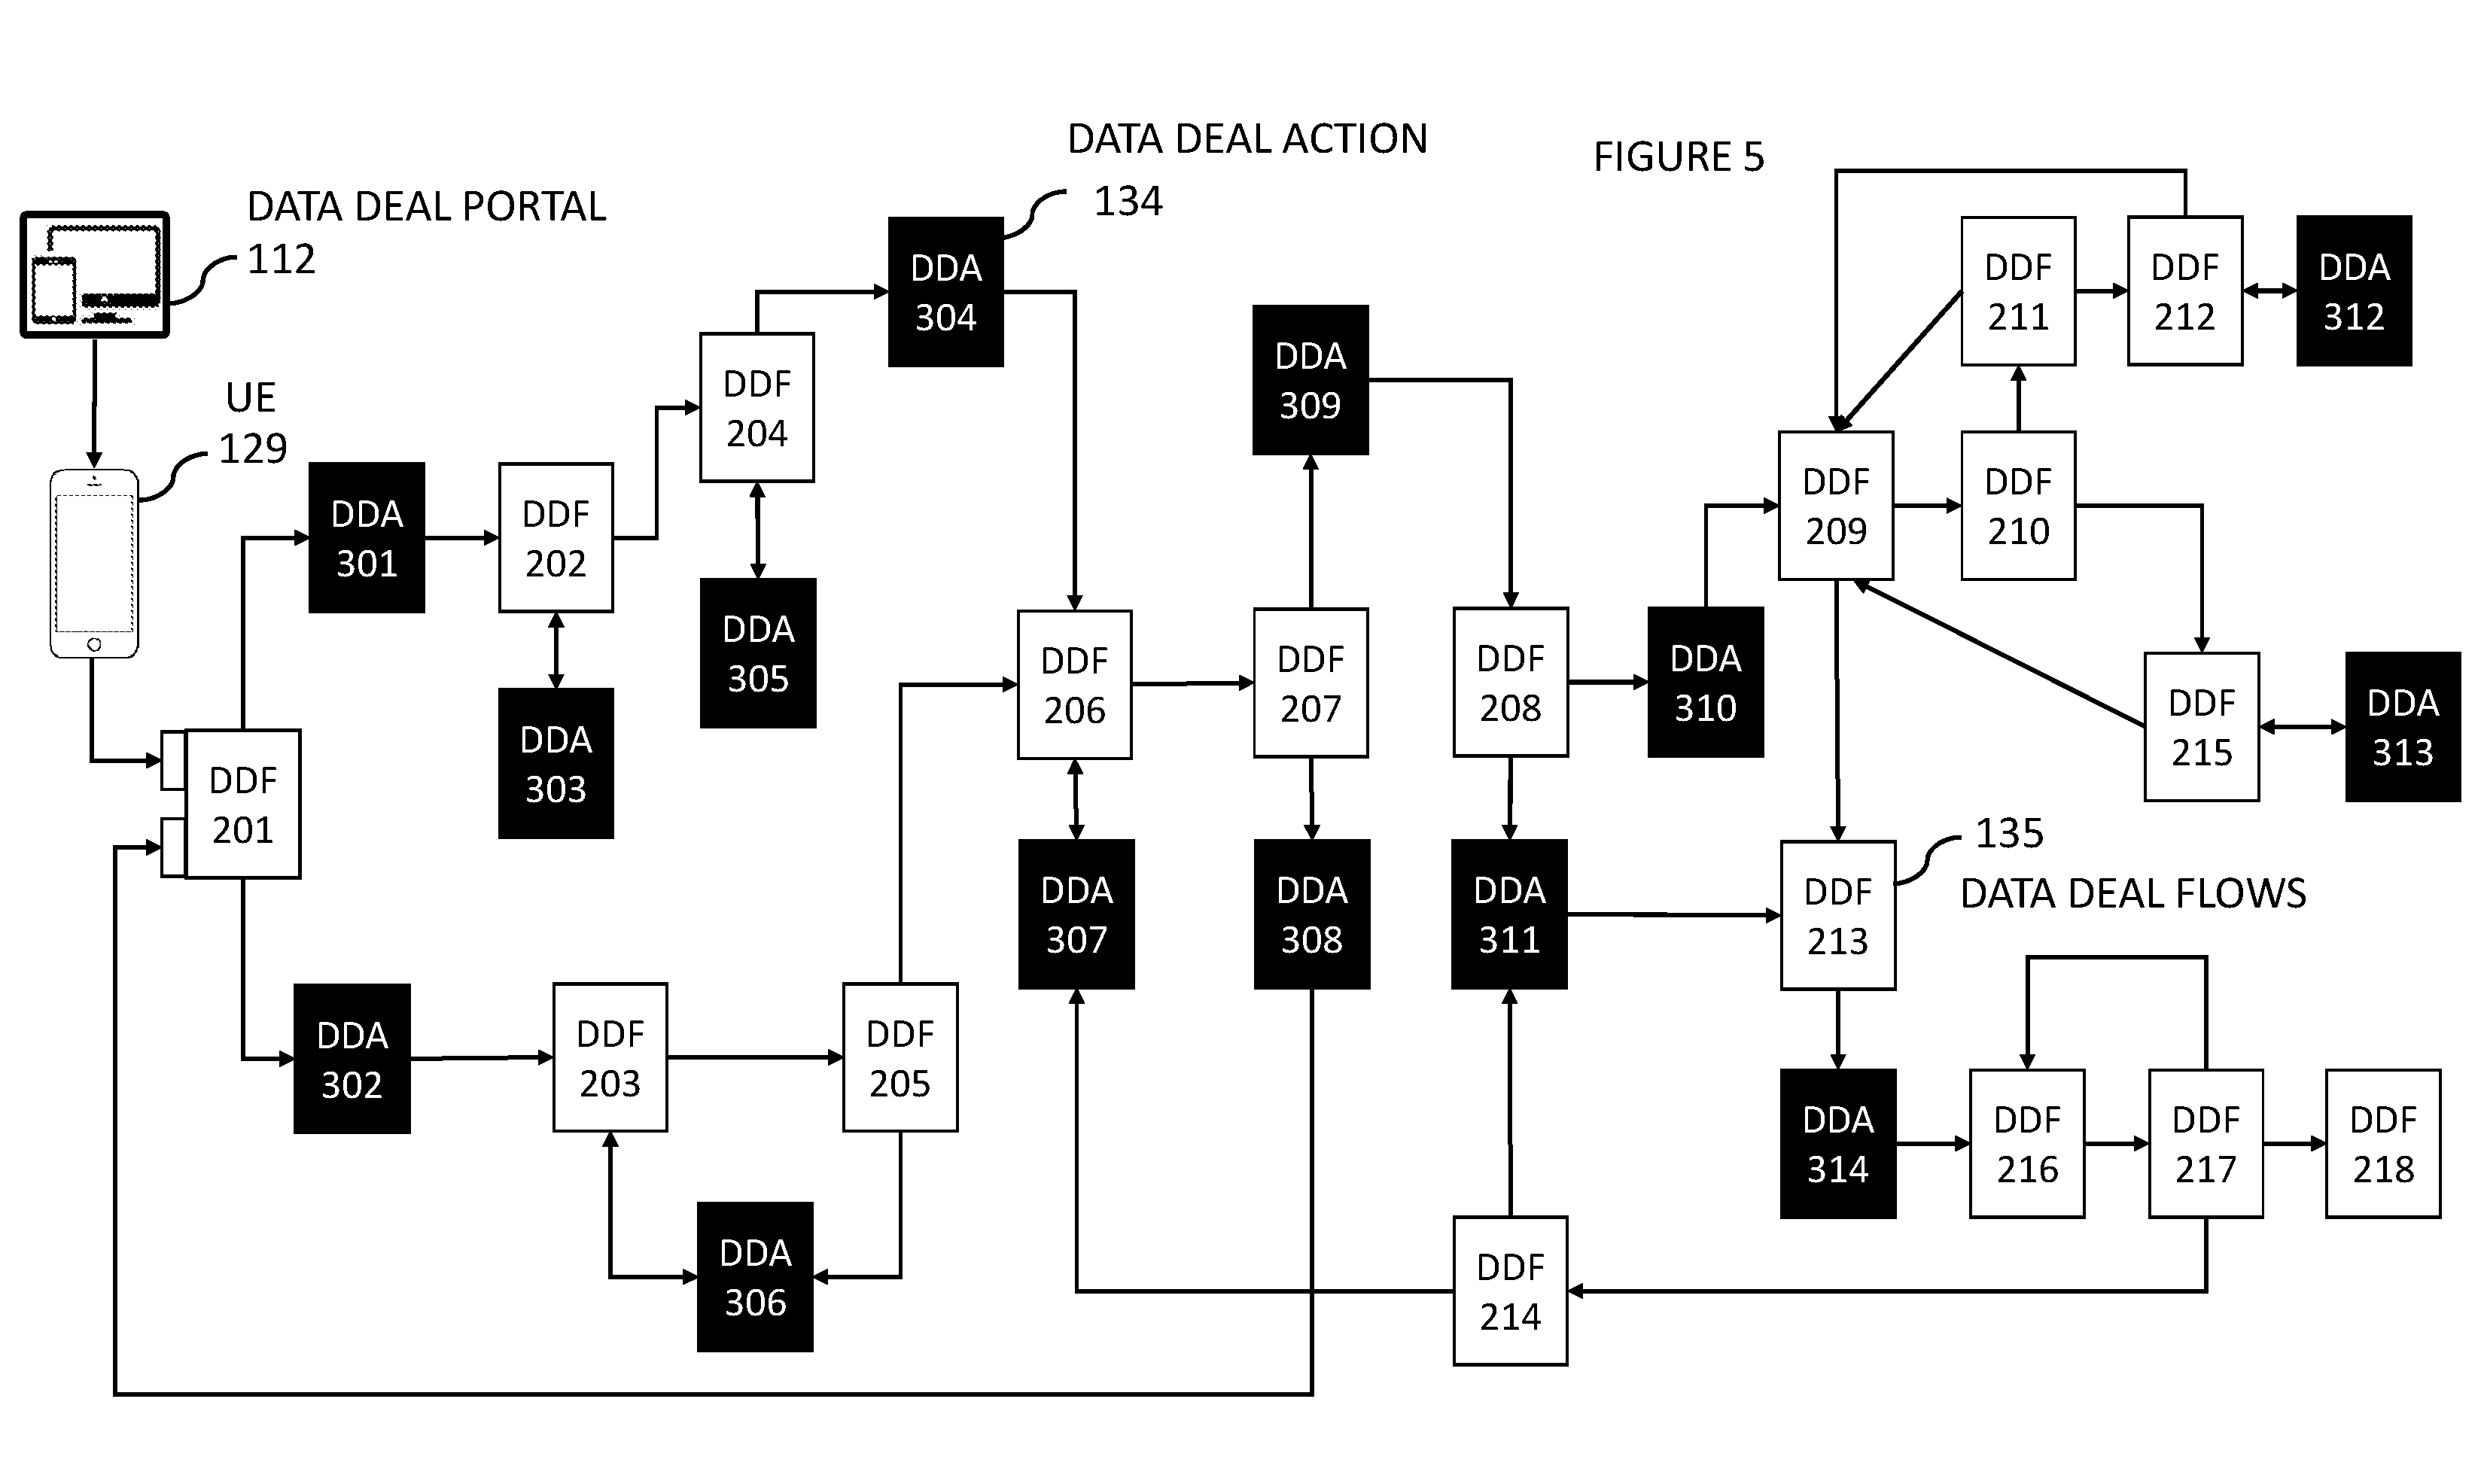 DATA DEAL ACTION
134
FIGURE 5
DATA DEAL PORTAL
112
UE
129
DDA
304
DDF
211
DDF
212
DDA
312
DDA
309
DDF
204
DDA
301
DDF
202
DDF
209
DDF
210
DDA
305
DDA
303
DDF
206
DDF
207
DDF
208
DDA
310
DDF
215
DDA
313
DDF
201
DDA
307
DDA
308
DDA
311
DDF
213
135
DATA DEAL FLOWS
DDA
302
DDF
203
DDF
205
DDA
314
DDF
216
DDF
217
DDF
218
DDA
306
DDF
214